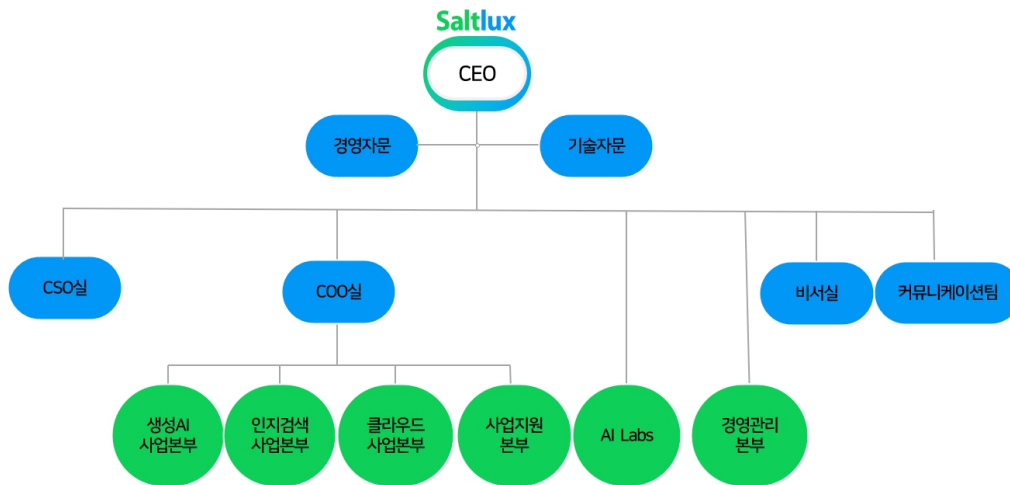 Saltlux
CEO
경영자문
기술자문
CSO실
COO실
비서실
커뮤니케이션팀
생성AI
사업본부
인지검색
사업본부
클라우드
사업본부
사업지원
본부
AI Labs
경영관리
본부